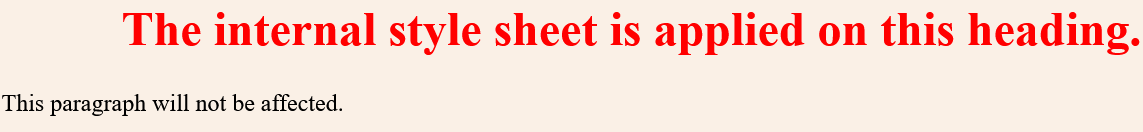 The internal style sheet is applied on this heading.
This paragraph will not be affected.